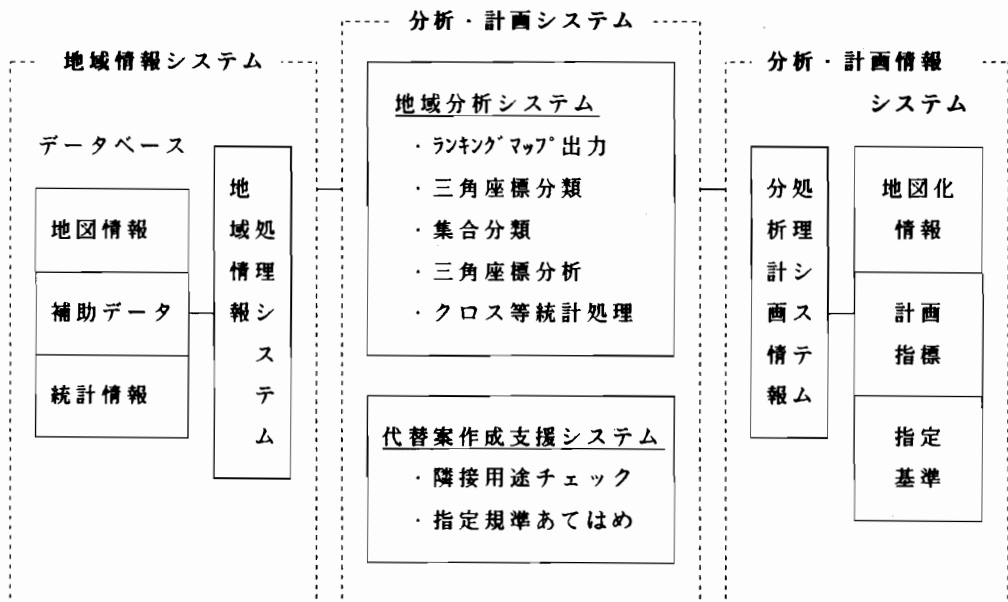 分析・計画システム
地域情報システム
データベース
地図情報
補助データ
統計情報
地域情報
処理システム
地域分析システム
・ランキングマップ出力
・三角座標分類
・集合分類
・三角座標分析
・クロス等統計処理
代替案作成支援システム
・隣接用途チェック
・指定規準あてはめ
分析・計画情報
システム
分析計画情報
処理システム
地図化
情報
計画
指標
指定
基準